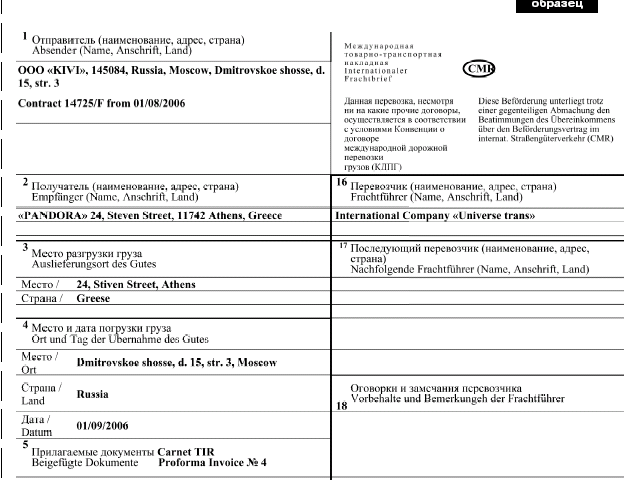 образец
1 Отправитель (наименование, адрес, страна)
Absender (Name, Anschrift, Land)
ООО «KIVI», 145084, Russia, Moscow, Dmitrovskoe shosse, d.
15, str. 3
Contract 14725/F from 01/08/2006
Международная
товарно-транспортная
накладная
Internationaler
Frachtbrief
CMR
Данная перевозка, несмотря
ни на какие прочие договоры,
осуществляется в соответствии
с условиями Конвенции о
договоре
международной дорожной
перевозки
грузов (КДПГ)
Diese Beförderung unterliegt trotz
einer gegenteiligen Abmachung den
Beatimmungen des Übereinkommens
über den Beförderungsvertrag im
internat. Straßengüterverkehr (CMR)
2 Получатель (наименование, адрес, страна)
Empfänger (Name, Anschrift, Land)
«PANDORA» 24, Steven Street, 11742 Athens, Greece
16 Перевозчик (наименование, адрес, страна)
Frachtführer (Name, Anschrift, Land)
International Company «Universe trans»
3 Место разгрузки груза
Auslieferungsort des Gutes
Место / 24, Stiven Street, Athens
Страна / Greese
17 Последующий перевозчик (наименование, адрес,
страна)
Nachfolgende Frachtführer (Name, Anschrift, Land)
4 Место и дата погрузки груза
Ort und Tag der Übernahme des Gutes
Место /
Ort
Dmitrovskoe shosse, d. 15, str. 3, Moscow
Страна /
Land
Russia
Дата /
Datum
01/09/2006
18 Оговорки и замечания перевозчика
Vorbehalte und Bemerkungeh der Frachtführer
5 Прилагаемые документы Carnet TIR
Beigefügte Dokumente Proforma Invoice № 4